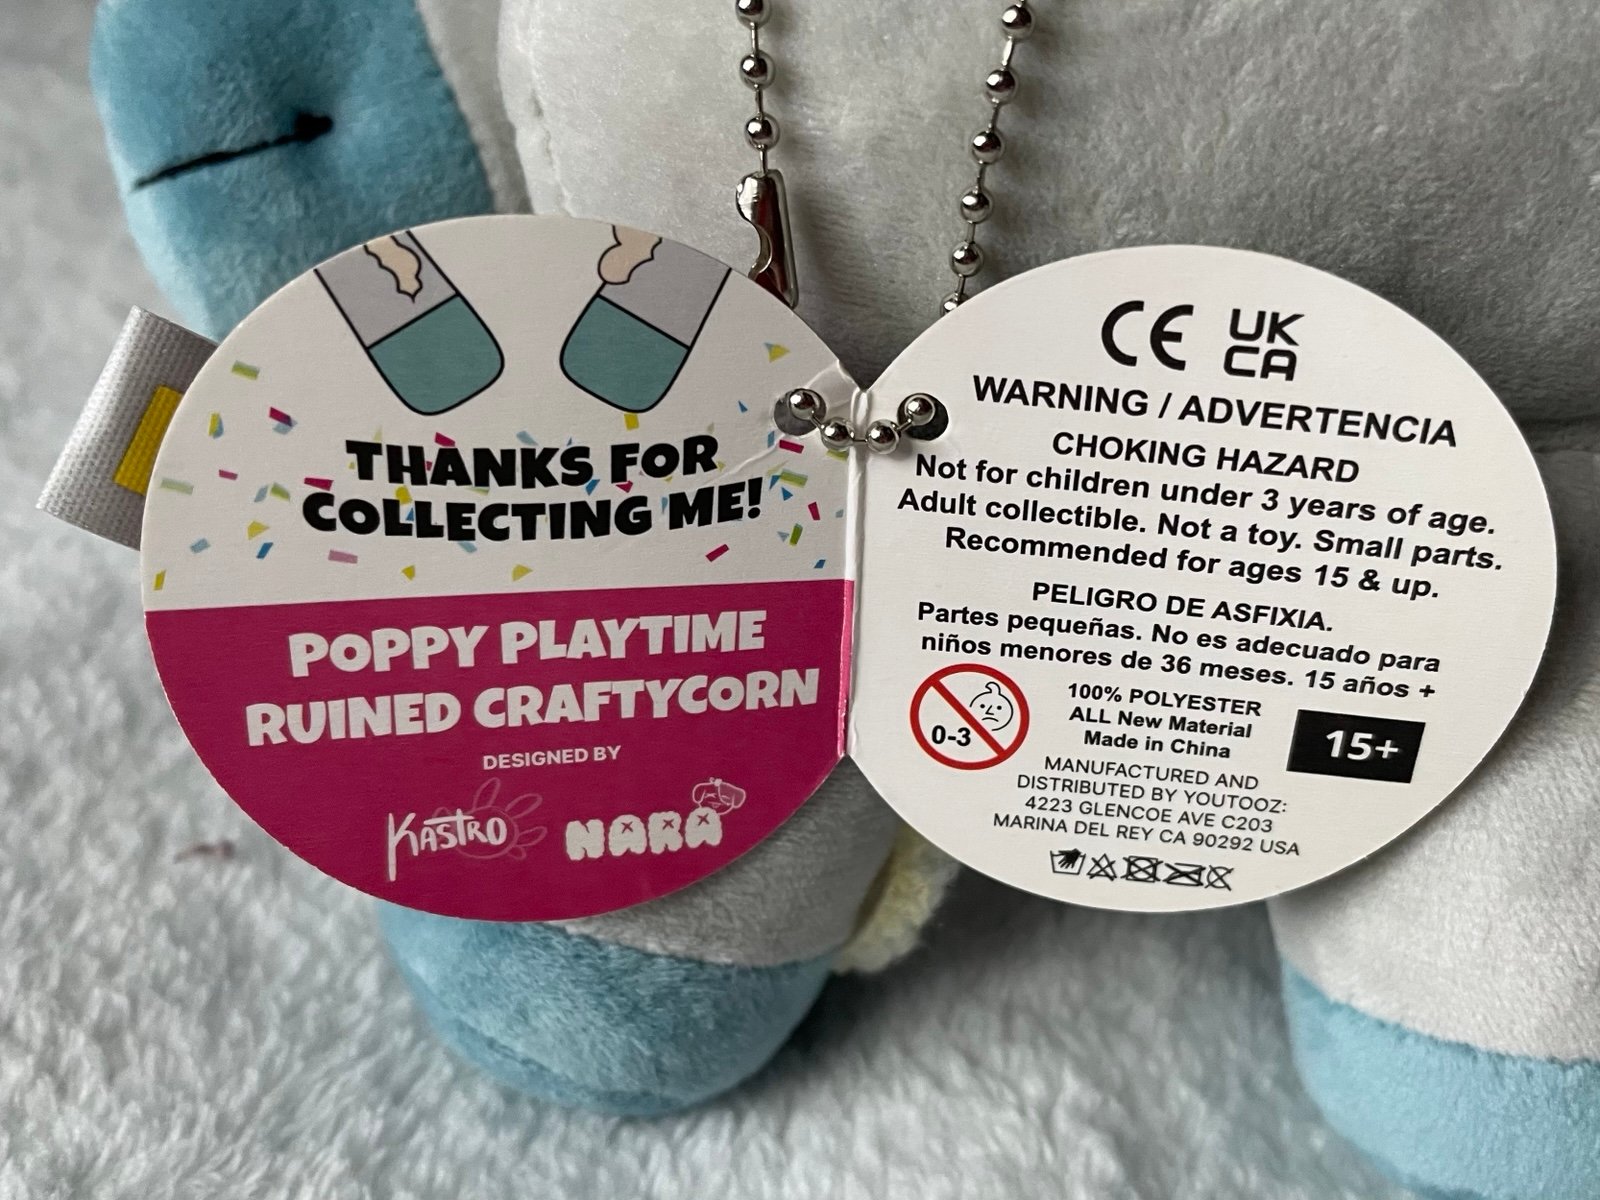 THANKS FOR
COLLECTING ME!
POPPY PLAYTIME
RUINED CRAFTYCORN
DESIGNED BY
KASTRO
NARA
CE
UK
CA
WARNING / ADVERTENCIA
CHOKING HAZARD
Not for children under 3 years of age.
Adult collectible. Not a toy. Small parts.
Recommended for ages 15 & up.
PELIGRO DE ASFIXIA.
Partes pequeñas. No es adecuado para
niños menores de 36 meses. 15 años +
0-3
100% POLYESTER
ALL New Material
Made in China
15+
MANUFACTURED AND
DISTRIBUTED BY YOUTOOZ:
4223 GLENCOE AVE C203
MARINA DEL REY CA 90292 USA